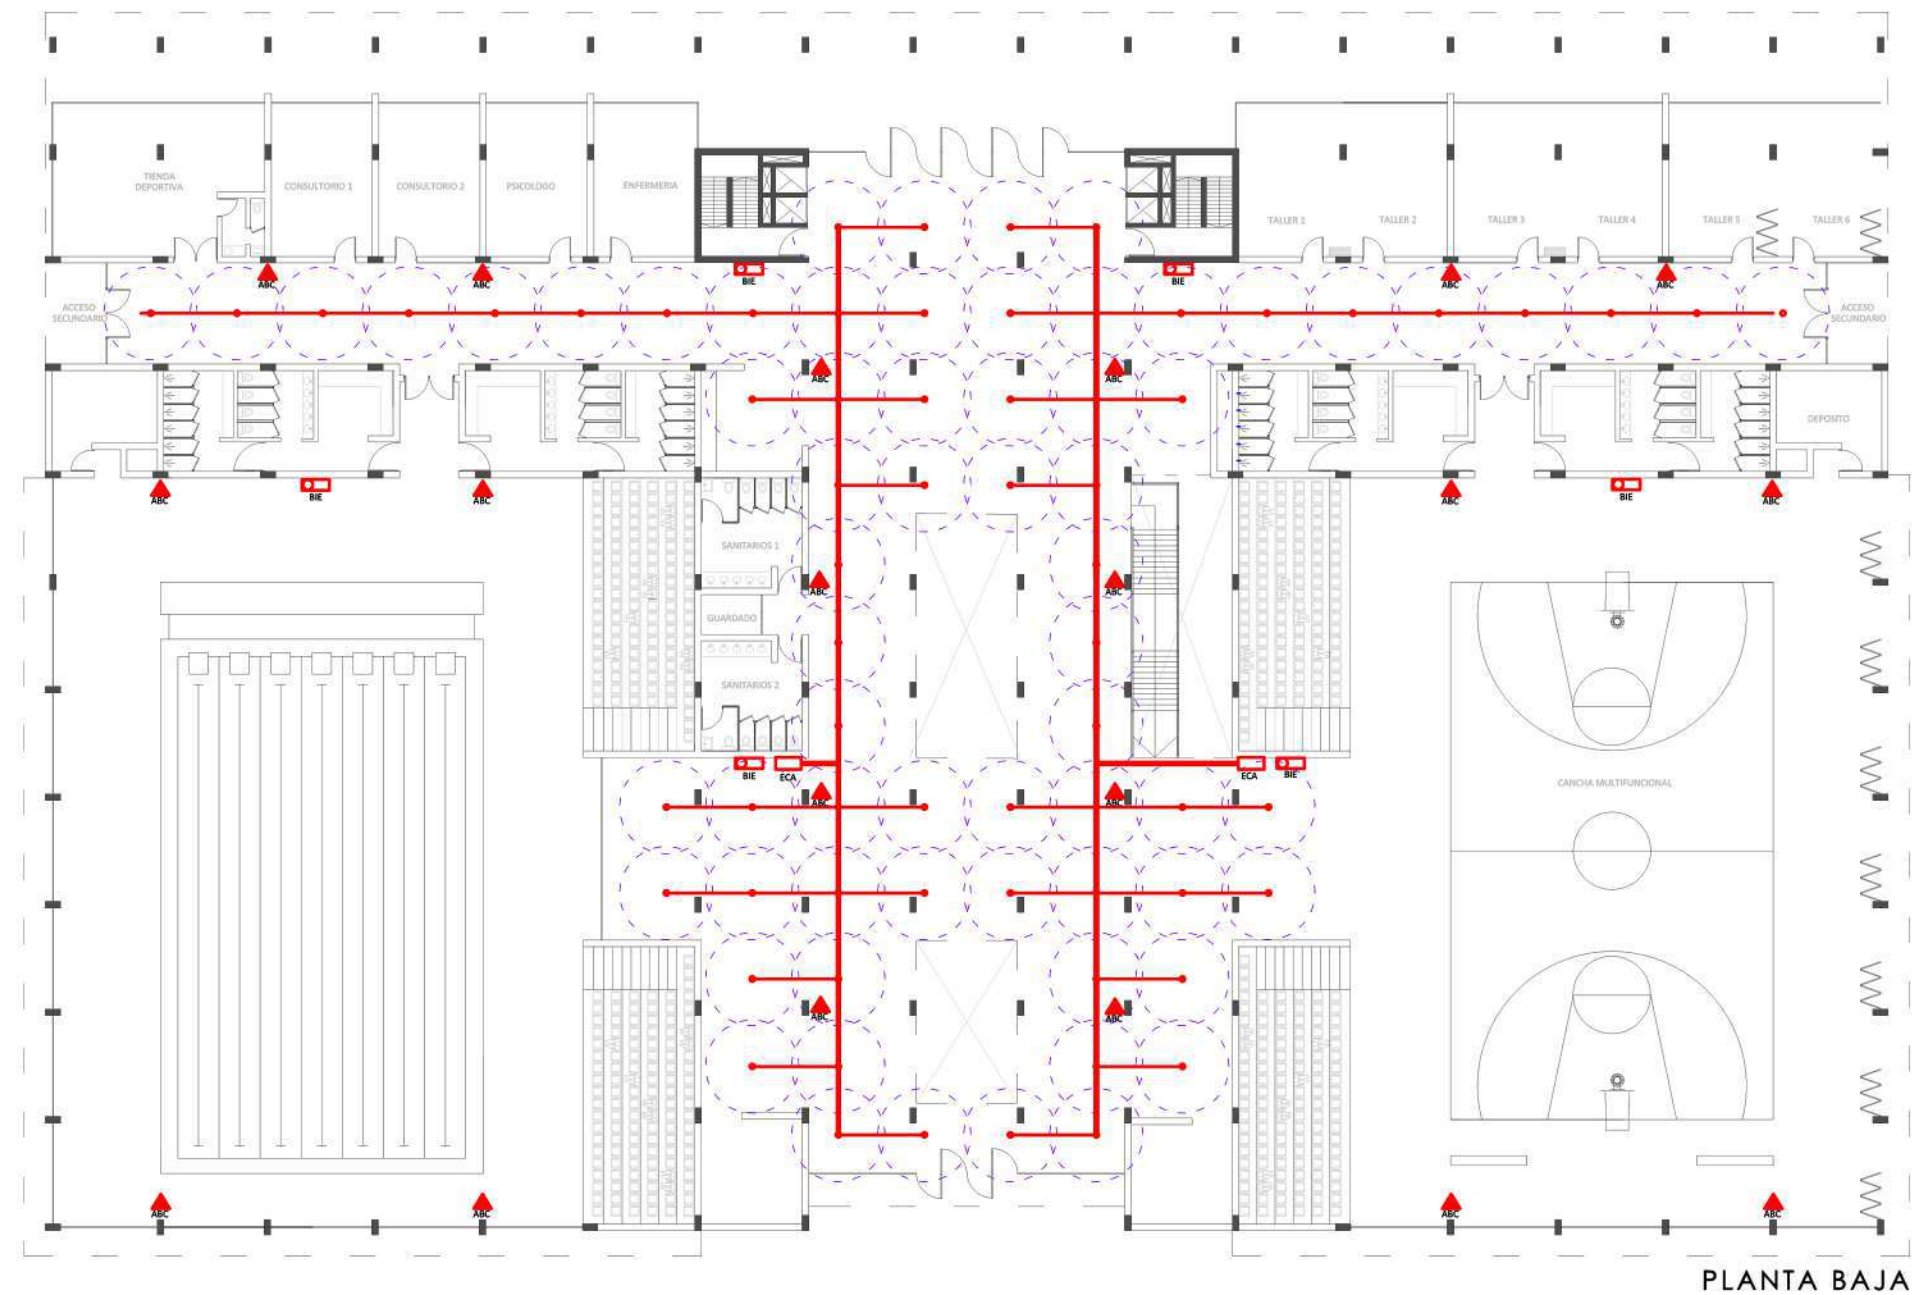 TIENDA
DEPORTIVA
CONSULTORIO 1
CONSULTORIO 2
PSICOLOGO
ENFERMERIA
TALLER 1
TALLER 2
TALLER 3
TALLER 4
TALLER 5
TALLER 6
ABC
ABC
BIE
BIE
ABC
ABC
ACCESO
SECUNDARIO
ACCESO
SECUNDARIO
ABC
ABC
DEPOSITO
ABC
BIE
ABC
ABC
BIE
ABC
SANITARIOS 1
ABC
ABC
GUARDADO
SANITARIOS 2
BIE
ECA
ECA
BIE
CANCHA MULTIFUNCIONAL
ABC
ABC
ABC
ABC
ABC
ABC
ABC
ABC
PLANTA BAJA